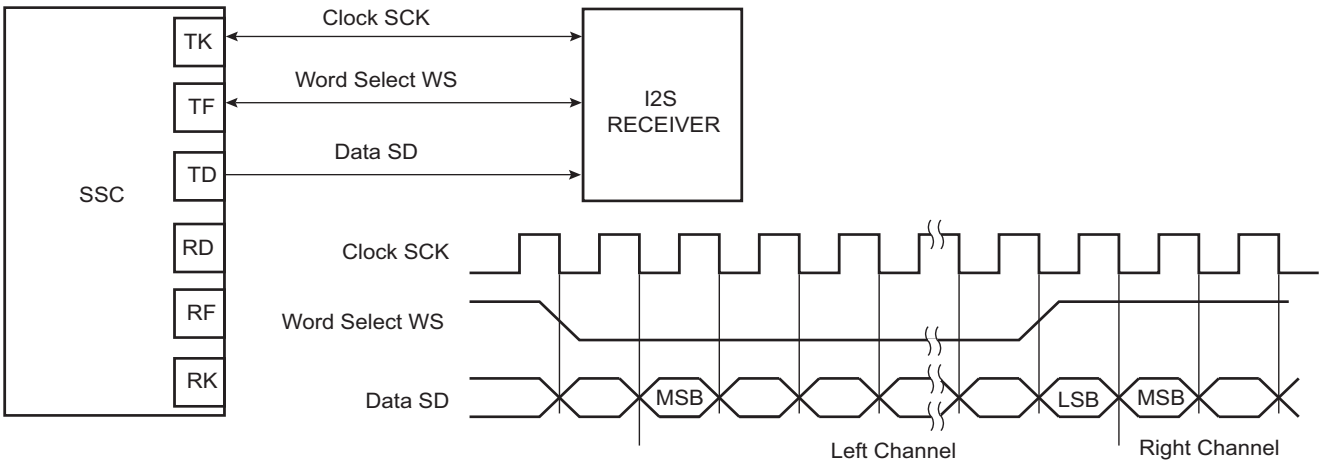 Clock SCK
TK
Word Select WS
TF
I2S
RECEIVER
Data SD
TD
SSC
RD
Clock SCK
RF
Word Select WS
RK
Data SD
MSB
LSB
MSB
Left Channel
Right Channel